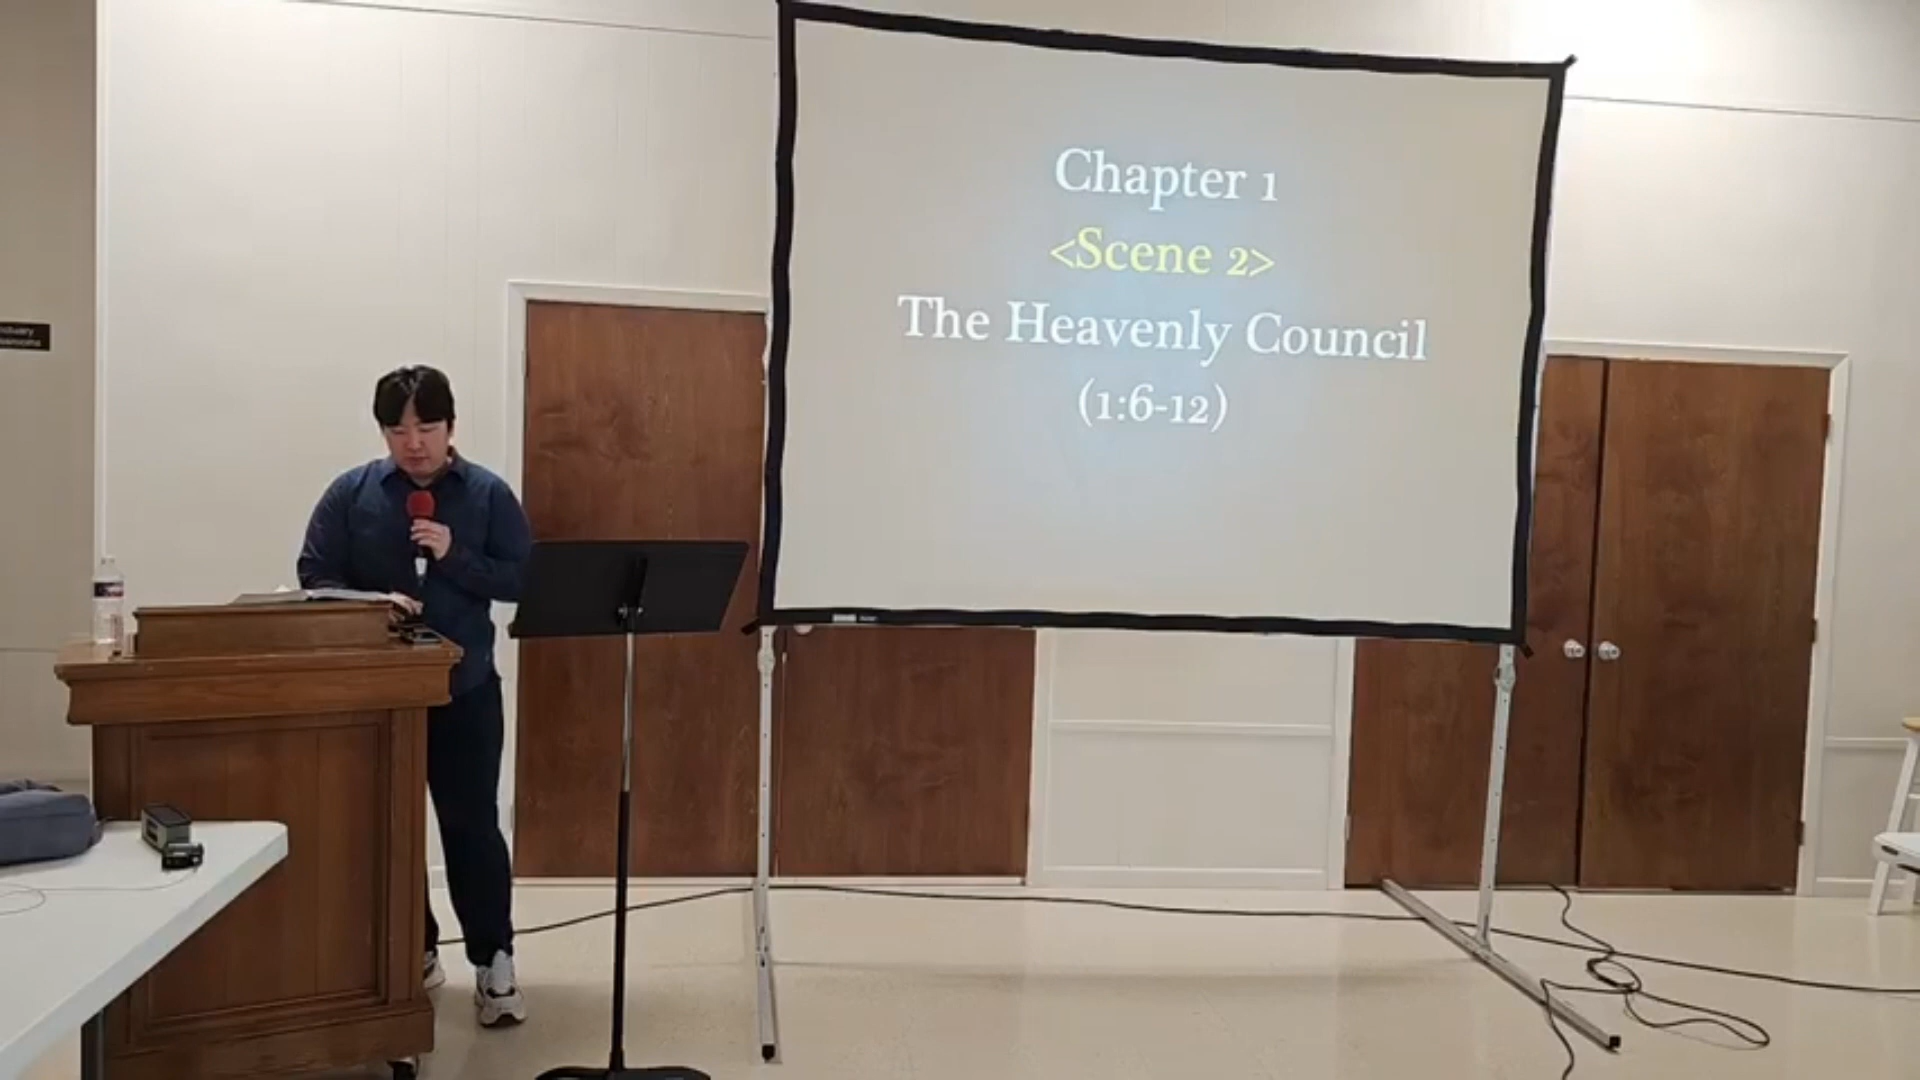 Chapter 1
<Scene 2>
The Heavenly Council
(1:6-12)